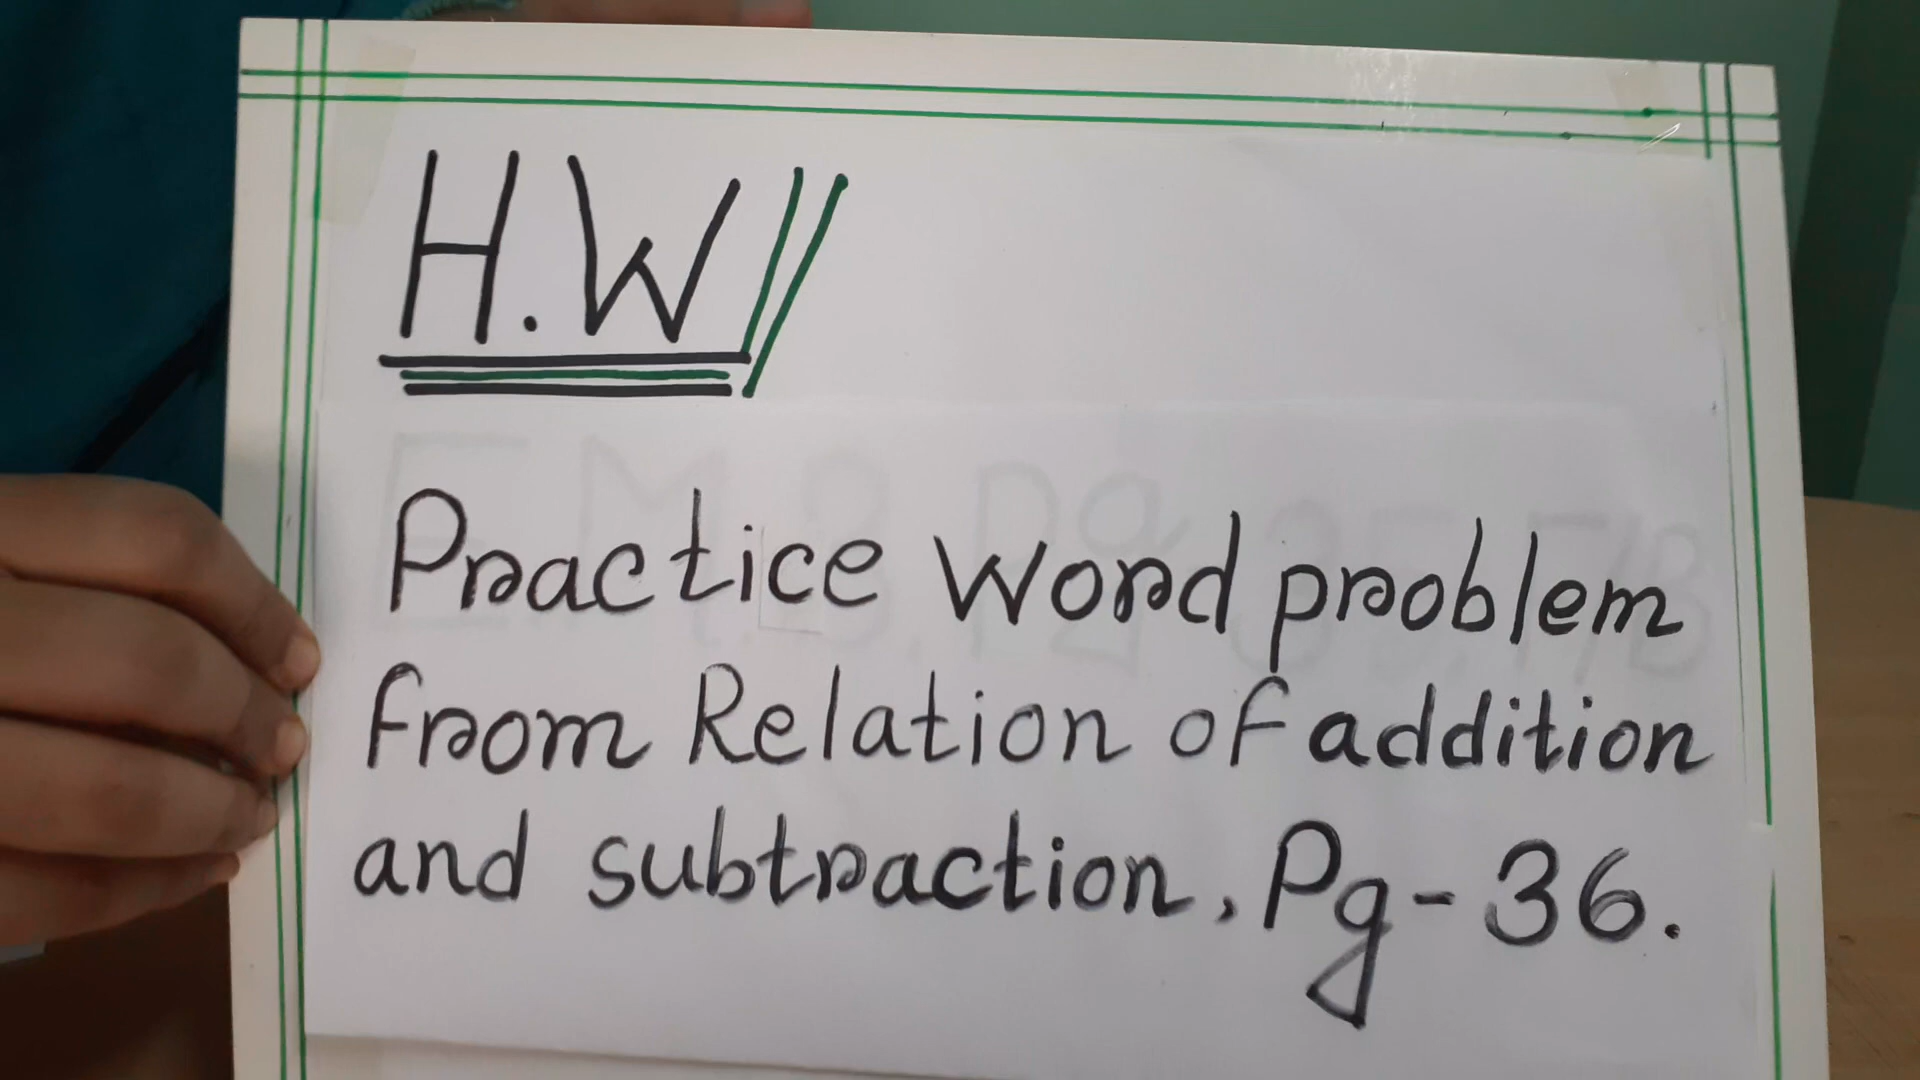 H.W//
Practice word problem
from Relation of addition
and subtraction, Pg-36.